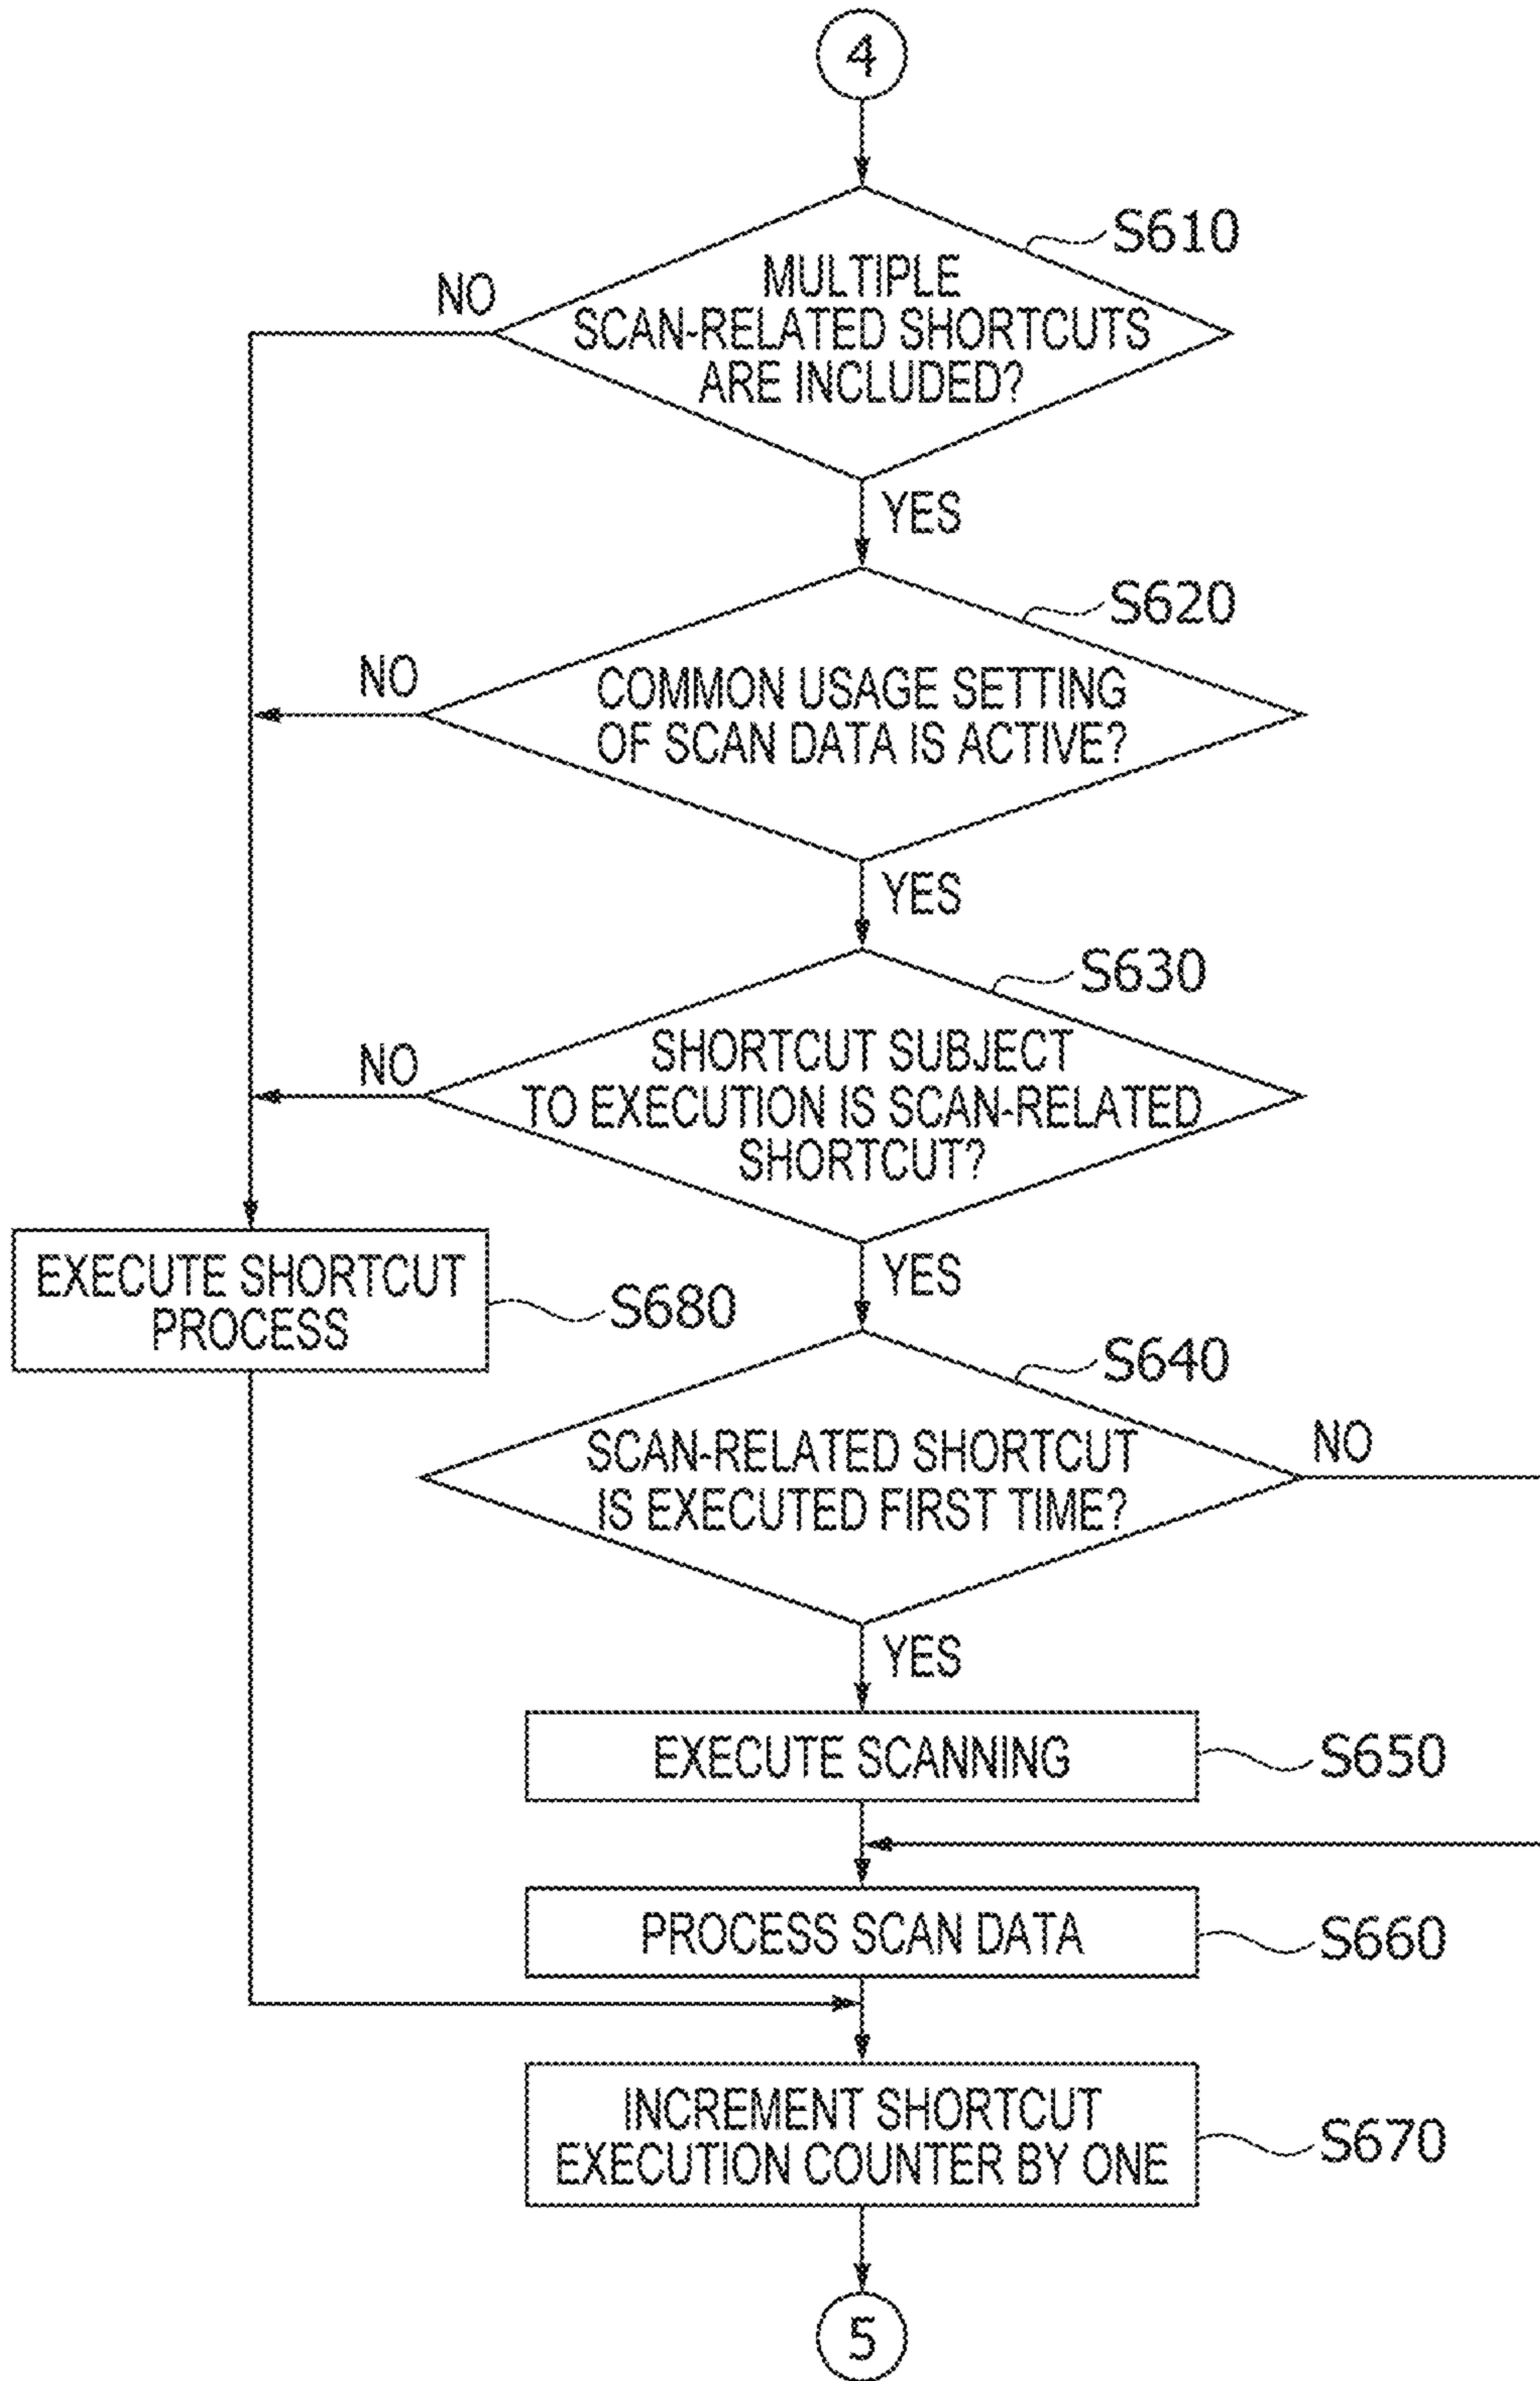 4
S610
MULTIPLE
SCAN-RELATED SHORTCUTS
ARE INCLUDED?
NO
YES
S620
COMMON USAGE SETTING
OF SCAN DATA IS ACTIVE?
NO
YES
S630
SHORTCUT SUBJECT
TO EXECUTION IS SCAN-RELATED
SHORTCUT?
NO
YES
EXECUTE SHORTCUT
PROCESS
S680
S640
SCAN-RELATED SHORTCUT
IS EXECUTED FIRST TIME?
NO
YES
EXECUTE SCANNING
S650
PROCESS SCAN DATA
S660
INCREMENT SHORTCUT
EXECUTION COUNTER BY ONE
S670
5